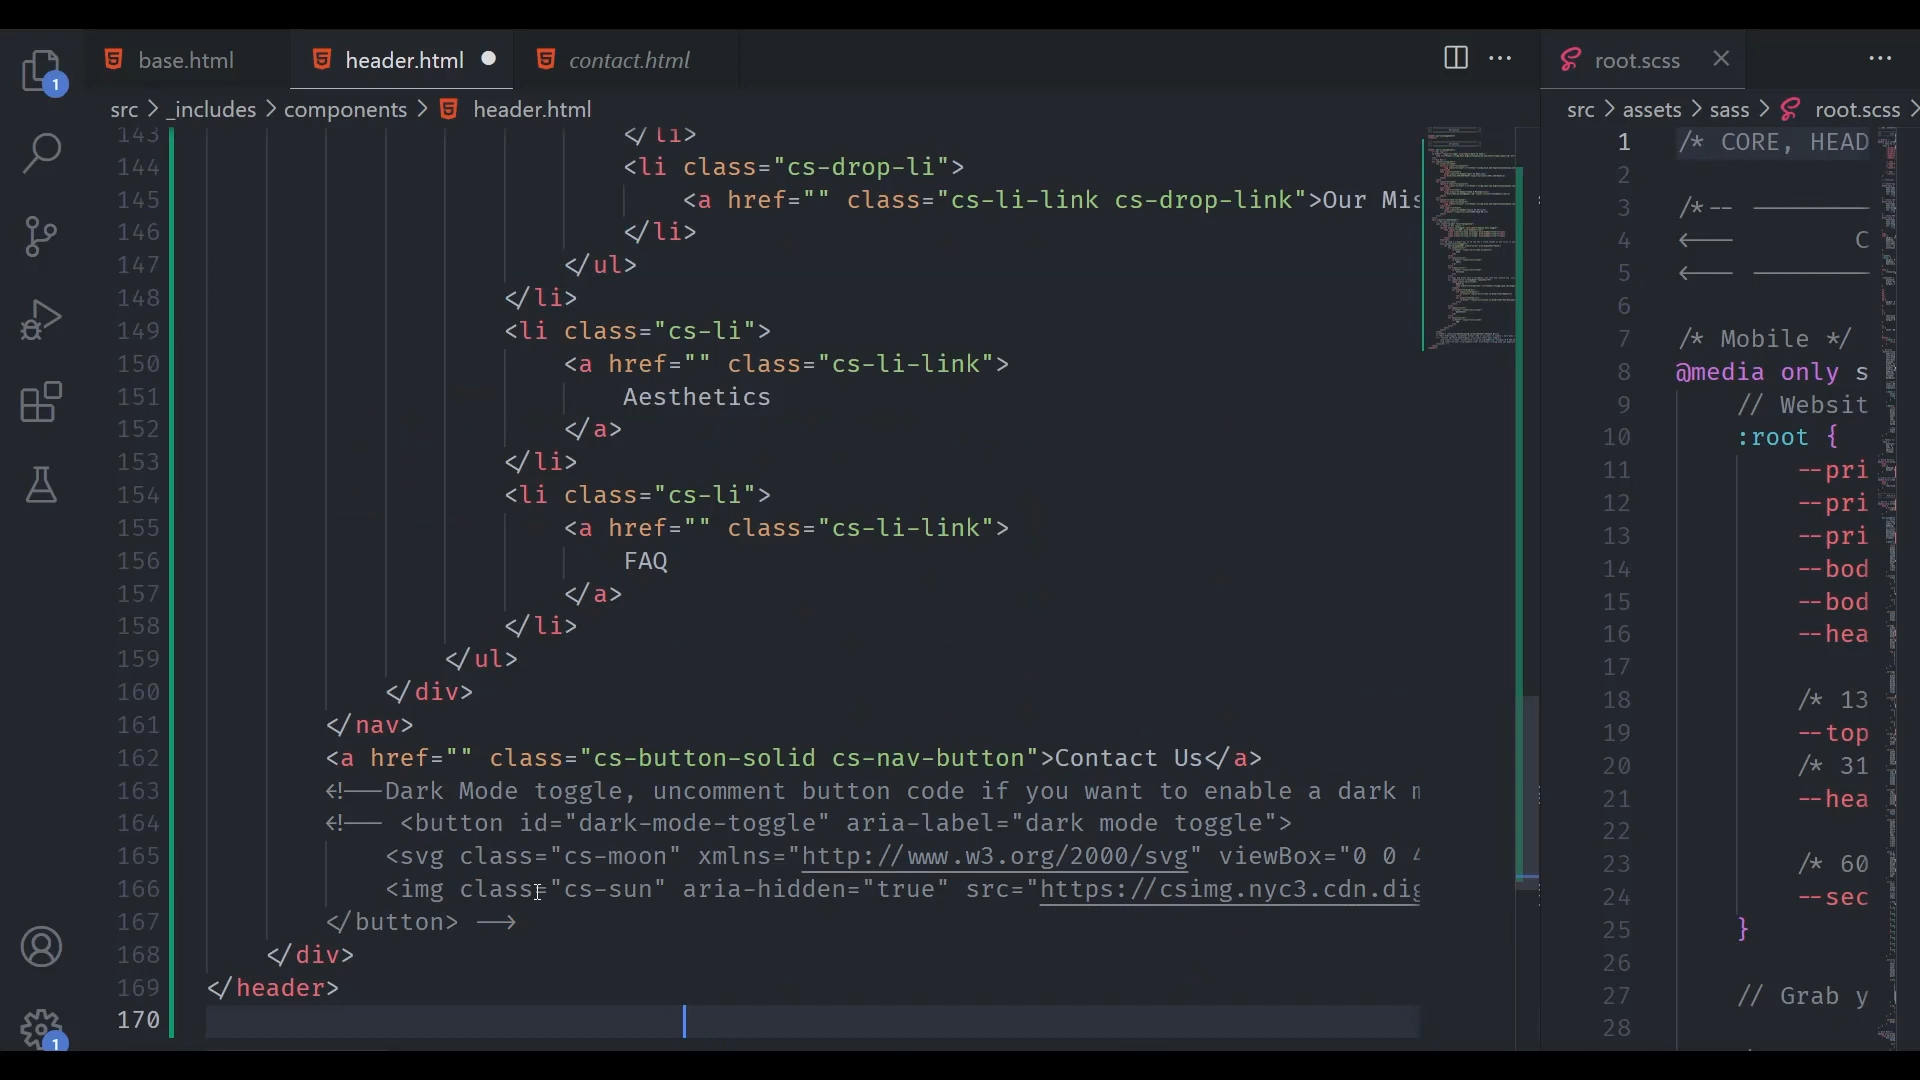 base.html
header.html
contact.html
root.scss
src > _includes > components > header.html
src > assets > sass > root.scss
1
143 </li>
144 <li class="cs-drop-li">
145 <a href="" class="cs-li-link cs-drop-link">Our Mis
146 </li>
147 </ul>
148 </li>
149 <li class="cs-li">
150 <a href="" class="cs-li-link">
151 Aesthetics
152 </a>
153 </li>
154 <li class="cs-li">
155 <a href="" class="cs-li-link">
156 FAQ
157 </a>
158 </li>
159 </ul>
160 </div>
161 </nav>
162 <a href="" class="cs-button-solid cs-nav-button">Contact Us</a>
163 <!--Dark Mode toggle, uncomment button code if you want to enable a dark m
164 <!-- <button id="dark-mode-toggle" aria-label="dark mode toggle">
165 <svg class="cs-moon" xmlns="http://www.w3.org/2000/svg" viewBox="0 0 4
166 <img class="cs-sun" aria-hidden="true" src="https://csimg.nyc3.cdn.dig
167 </button> -->
168 </div>
169 </header>
170
1
1 /* CORE, HEAD
2
3 /*--
4 <-- C
5 <--
6
7 /* Mobile */
8 @media only s
9 // Websit
10 :root {
11 --pri
12 --pri
13 --pri
14 --bod
15 --bod
16 --hea
17
18 /* 13
19 --top
20 /* 31
21 --hea
22
23 /* 60
24 --sec
25 }
26
27 // Grab y
28